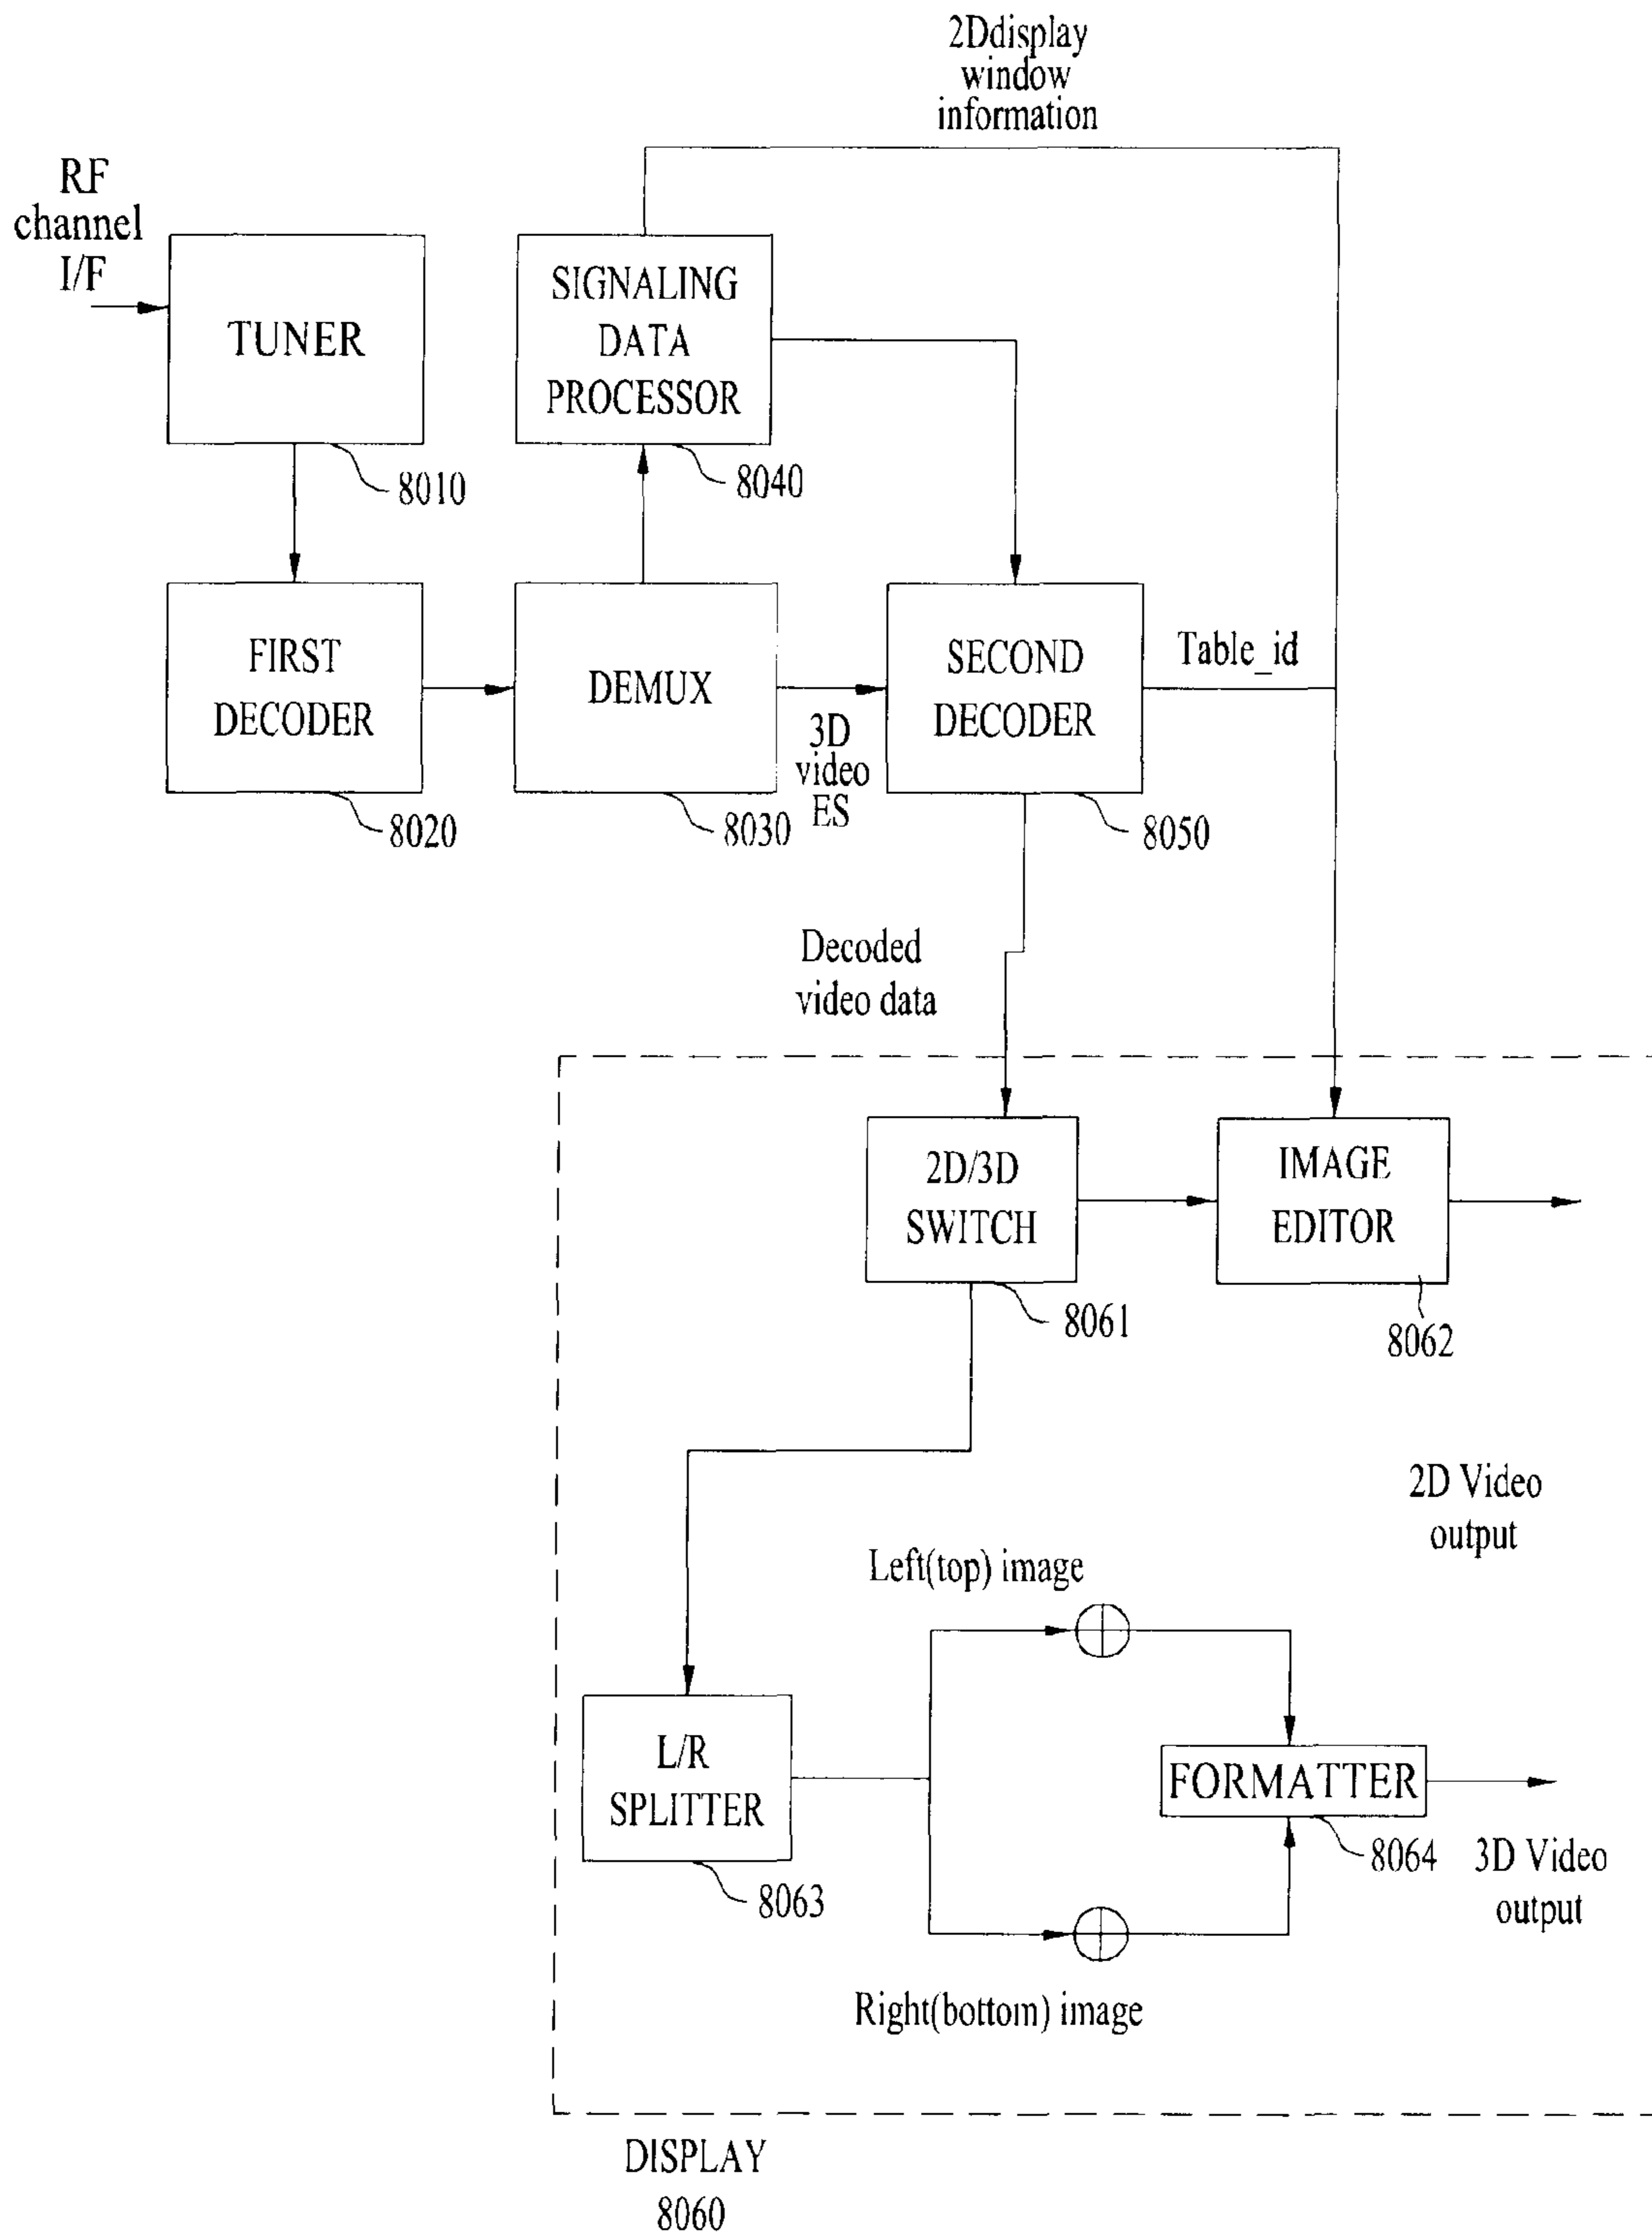 2Ddisplay
window
information
RF
channel
I/F
TUNER
8010
SIGNALING
DATA
PROCESSOR
8040
FIRST
DECODER
8020
DEMUX
8030
3D
video
ES
SECOND
DECODER
8050
Table_id
Decoded
video data
2D/3D
SWITCH
8061
IMAGE
EDITOR
8062
2D Video
output
Left(top) image
L/R
SPLITTER
8063
FORMATTER
8064
3D Video
output
Right(bottom) image
DISPLAY
8060